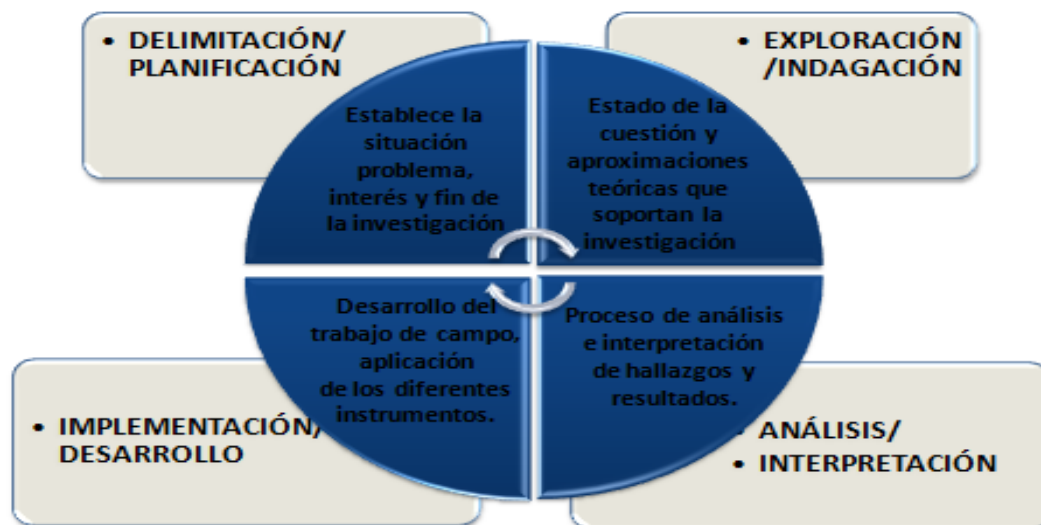 • DELIMITACIÓN/
PLANIFICACIÓN
Establece la
situación
problema,
interés y fin de
la investigación
• EXPLORACIÓN
/INDAGACIÓN
Estado de la
cuestión y
aproximaciones
teóricas que
soportan la
investigación
• IMPLEMENTACIÓN/
DESARROLLO
Desarrollo del
trabajo de campo,
aplicación
de los diferentes
instrumentos.
Proceso de análisis
e interpretación
de hallazgos y
resultados.
• ANÁLISIS/
• INTERPRETACIÓN